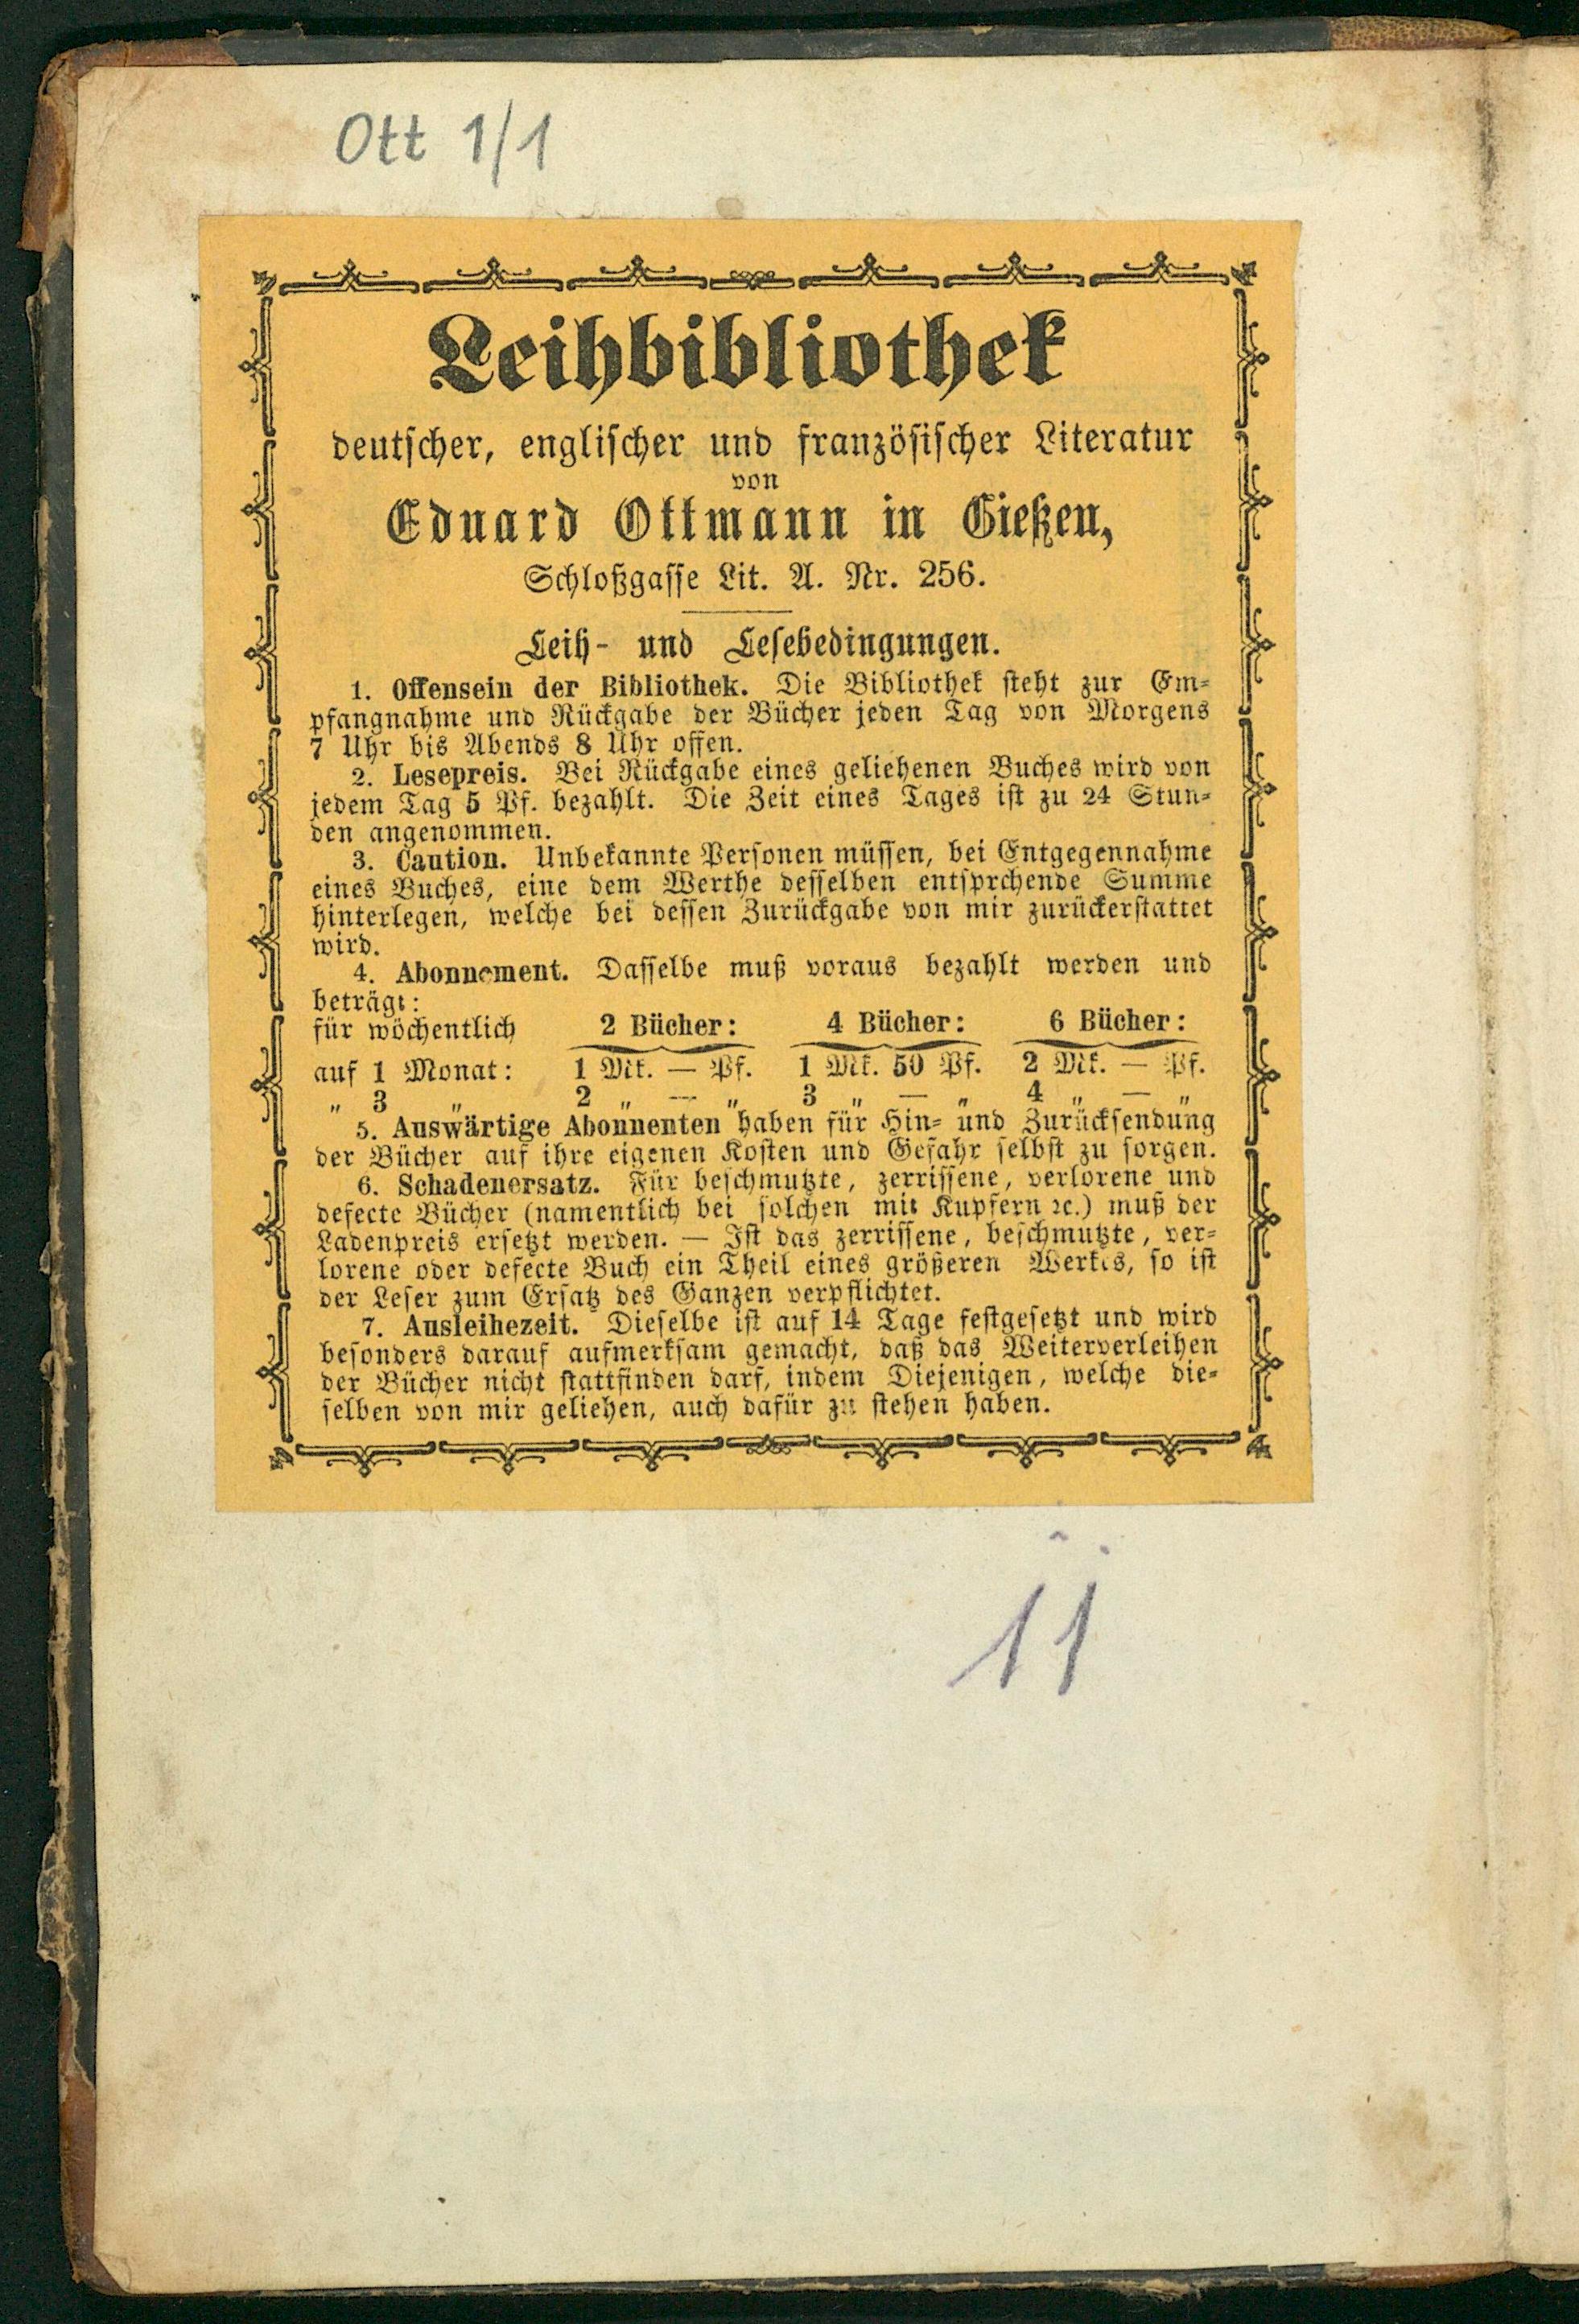 Ott 1/1
Leihbibliothek
deutscher, englischer und französischer Literatur
von
Eduard Ottmann in Gießen,
Schloßgasse Lit. A. Nr. 256.
Leih- und Lesebedingungen.
1. Offensein der Bibliothek. Die Bibliothek steht zur Em-
pfangnahme und Rückgabe der Bücher jeden Tag von Morgens
7 Uhr bis Abends 8 Uhr offen.
2. Lesepreis. Bei Rückgabe eines geliehenen Buches wird von
jedem Tag 5 Pf. bezahlt. Die Zeit eines Tages ist zu 24 Stun-
den angenommen.
3. Caution. Unbekannte Personen müssen, bei Entgegennahme
eines Buches, eine dem Werthe desselben entsprchende Summe
hinterlegen, welche bei dessen Zurückgabe von mir zurückerstattet
wird.
4. Abonnement. Dasselbe muß voraus bezahlt werden und
beträgt:
für wöchentlich 2 Bücher: 4 Bücher: 6 Bücher:
auf 1 Monat: 1 Mk. — Pf. 1 Mk. 50 Pf. 2 Mk. — Pf.
„ 3 „ 2 „ — „ 3 „ — „ 4 „ — „
5. Auswärtige Abonnenten haben für Hin- und Zurücksendung
der Bücher auf ihre eigenen Kosten und Gefahr selbst zu sorgen.
6. Schadenersatz. Für beschmutzte, zerrissene, verlorene und
defecte Bücher (namentlich bei solchen mit Kupfern ꝛc.) muß der
Ladenpreis ersetzt werden. — Ist das zerrissene, beschmutzte, ver-
lorene oder defecte Buch ein Theil eines größeren Werkes, so ist
der Leser zum Ersatz des Ganzen verpflichtet.
7. Ausleihezeit. Dieselbe ist auf 14 Tage festgesetzt und wird
besonders darauf aufmerksam gemacht, daß das Weiterverleihen
der Bücher nicht stattfinden darf, indem Diejenigen, welche die-
selben von mir geliehen, auch dafür zu stehen haben.
11